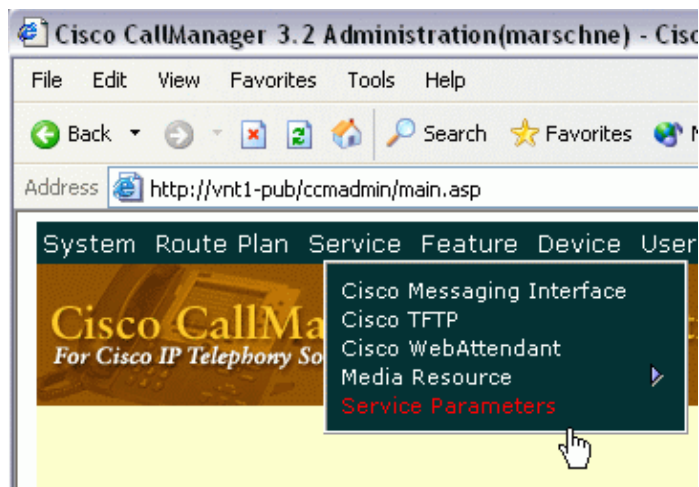 Cisco CallManager 3.2 Administration(marschne) - Cisc
File Edit View Favorites Tools Help
Back Search Favorites
Address http://vnt1-pub/ccmadmin/main.asp
System Route Plan Service Feature Device User
Cisco CallMa
For Cisco IP Telephony So
Cisco Messaging Interface
Cisco TFTP
Cisco WebAttendant
Media Resource
Service Parameters